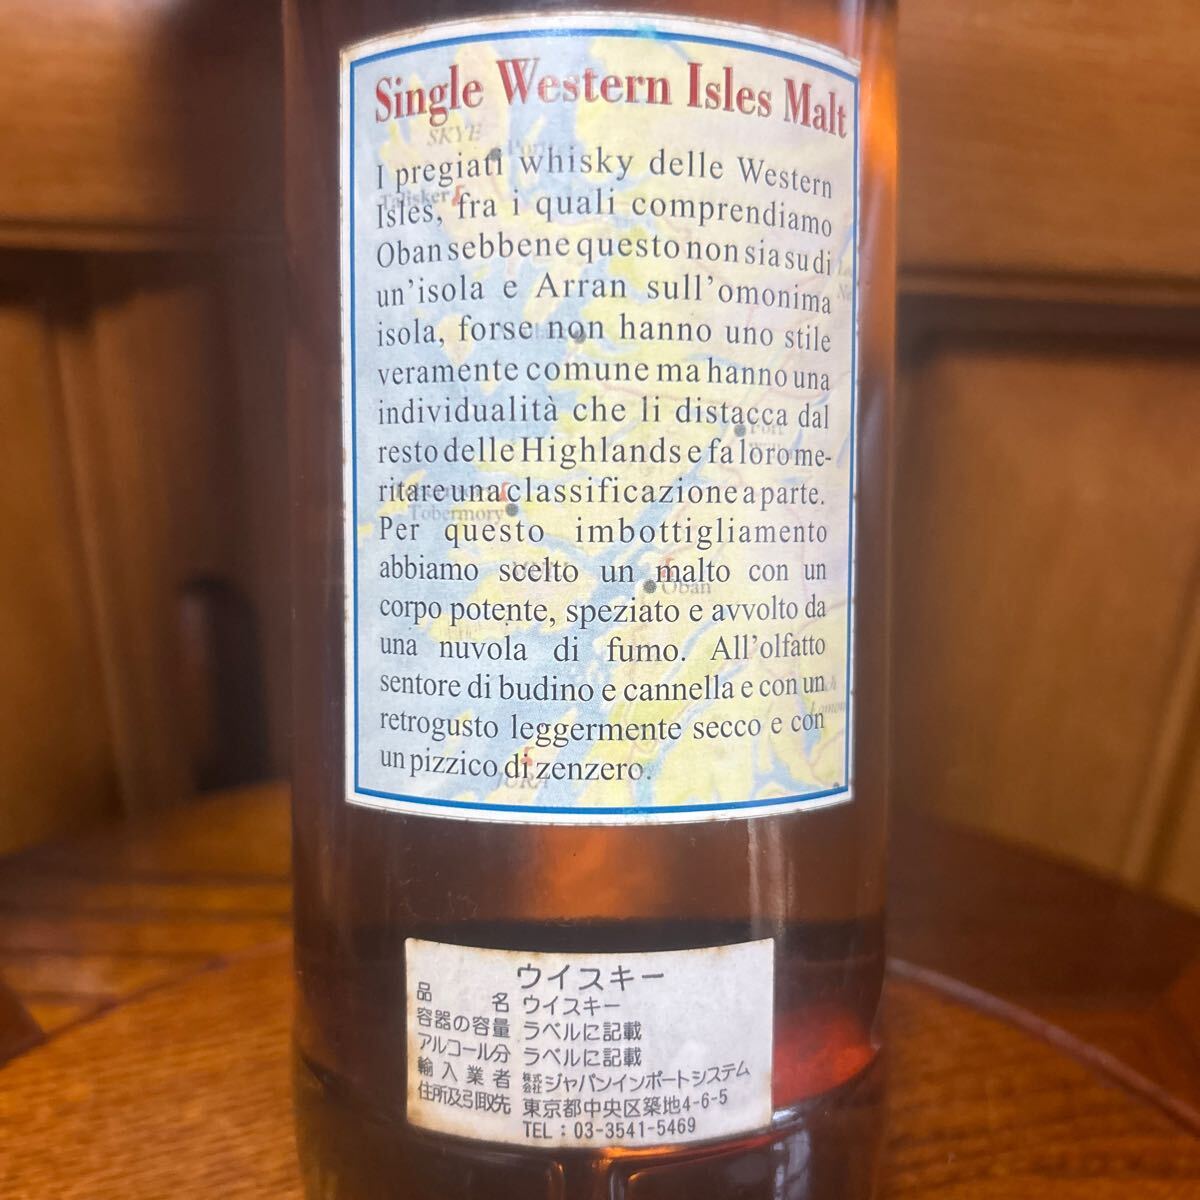 Single Western Isles Malt
SKYE
Talisker
I pregiati whisky delle Western
Isles, fra i quali comprendiamo
Oban sebbene questo non sia su di
un'isola e Arran sull'omonima
isola, forse non hanno uno stile
veramente comune ma hanno una
individualità che li distacca dal
resto delle Highlands e fa loro me-
ritare una classificazione a parte.
Tobermory
Per questo imbottigliamento
abbiamo scelto un malto con un
Oban
corpo potente, speziato e avvolto da
una nuvola di fumo. All'olfatto
sentore di budino e cannella e con un
retrogusto leggermente secco e con
un pizzico di zenzero.
JURA
ウイスキー
品名 ウイスキー
容器の容量 ラベルに記載
アルコール分 ラベルに記載
輸入業者 株式会社ジャパンインポートシステム
住所及引取先 東京都中央区築地4-6-5
TEL：03-3541-5469